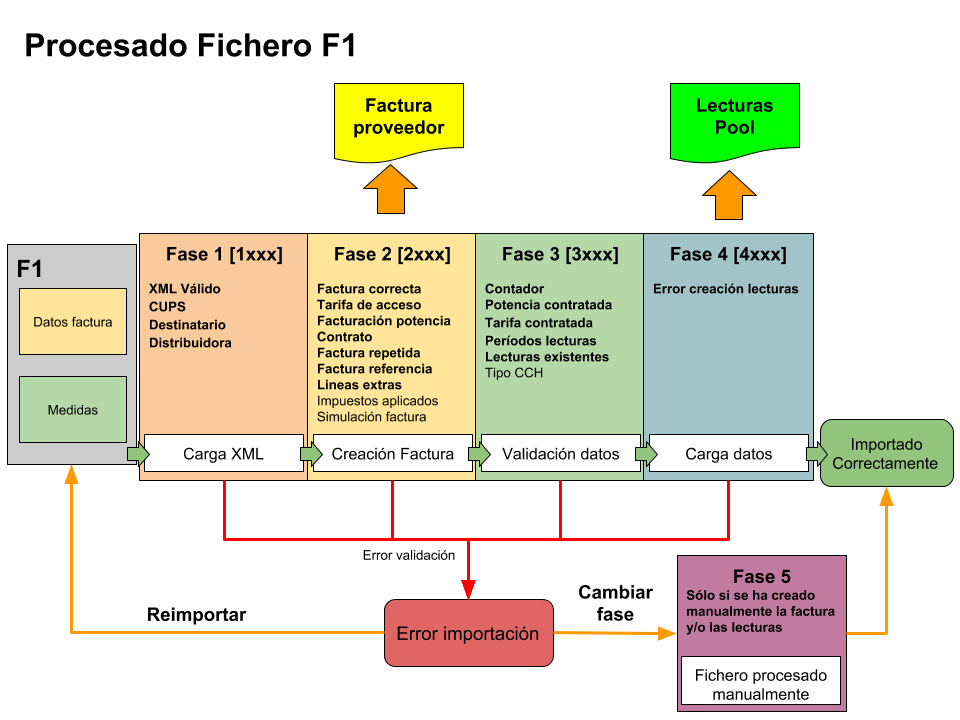 Procesado Fichero F1
Factura
proveedor
Lecturas
Pool
F1
Datos factura
Medidas
Fase 1 [1xxx]
XML Válido
CUPS
Destinatario
Distribuidora
Carga XML
Fase 2 [2xxx]
Factura correcta
Tarifa de acceso
Facturación potencia
Contrato
Factura repetida
Factura referencia
Lineas extras
Impuestos aplicados
Simulación factura
Creación Factura
Fase 3 [3xxx]
Contador
Potencia contratada
Tarifa contratada
Períodos lecturas
Lecturas existentes
Tipo CCH
Validación datos
Fase 4 [4xxx]
Error creación lecturas
Carga datos
Importado
Correctamente
Error validación
Reimportar
Error importación
Cambiar
fase
Fase 5
Sólo si se ha creado
manualmente la factura
y/o las lecturas
Fichero procesado
manualmente